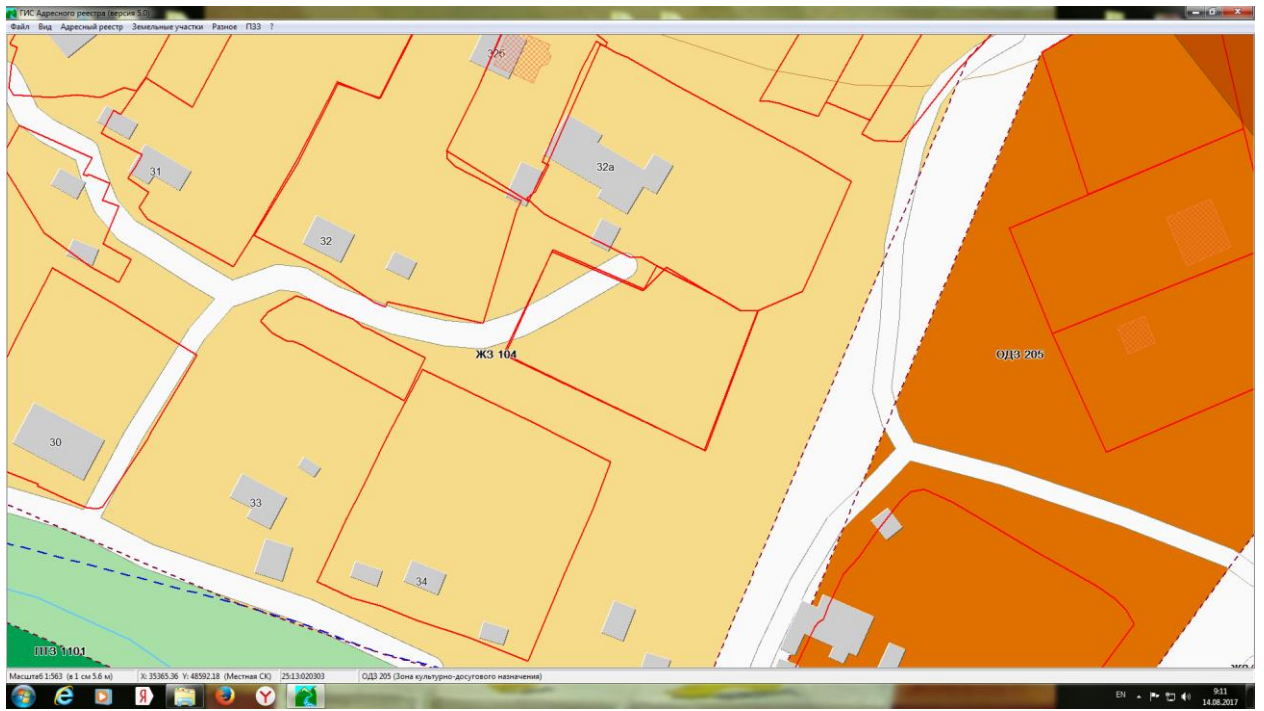 ГИС Адресного реестра (версия 5.0)
Файл Вид Адресный реестр Земельные участки Разное ПЗЗ ?
32б
32а
31
32
ЖЗ 104
ОДЗ 205
30
33
34
1101
Масштаб 1:563 (в 1 см 5.6 м) X: 35365.36 Y: 48592.18 (Местная СК) 25:13:020303 ОДЗ 205 (Зона культурно-досугового назначения)
EN 9:11
14.08.2017